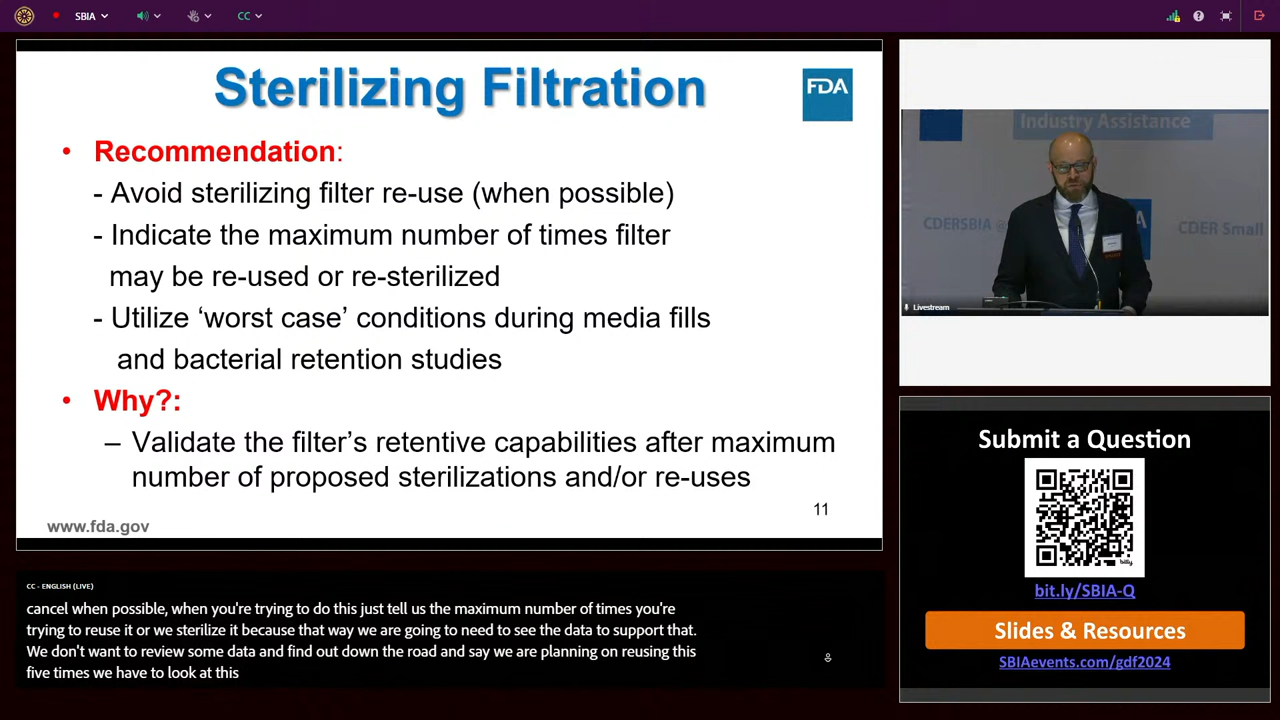 SBIA
CC
Sterilizing Filtration
FDA
• Recommendation:
- Avoid sterilizing filter re-use (when possible)
- Indicate the maximum number of times filter
may be re-used or re-sterilized
- Utilize ‘worst case’ conditions during media fills
and bacterial retention studies
• Why?:
– Validate the filter’s retentive capabilities after maximum
number of proposed sterilizations and/or re-uses
11
www.fda.gov
Industry Assistance
CDERSBIA @
CDER Small
Livestream
Submit a Question
bitly
bit.ly/SBIA-Q
Slides & Resources
SBIAevents.com/gdf2024
CC - ENGLISH (LIVE)
cancel when possible, when you're trying to do this just tell us the maximum number of times you're
trying to reuse it or we sterilize it because that way we are going to need to see the data to support that.
We don't want to review some data and find out down the road and say we are planning on reusing this
five times we have to look at this